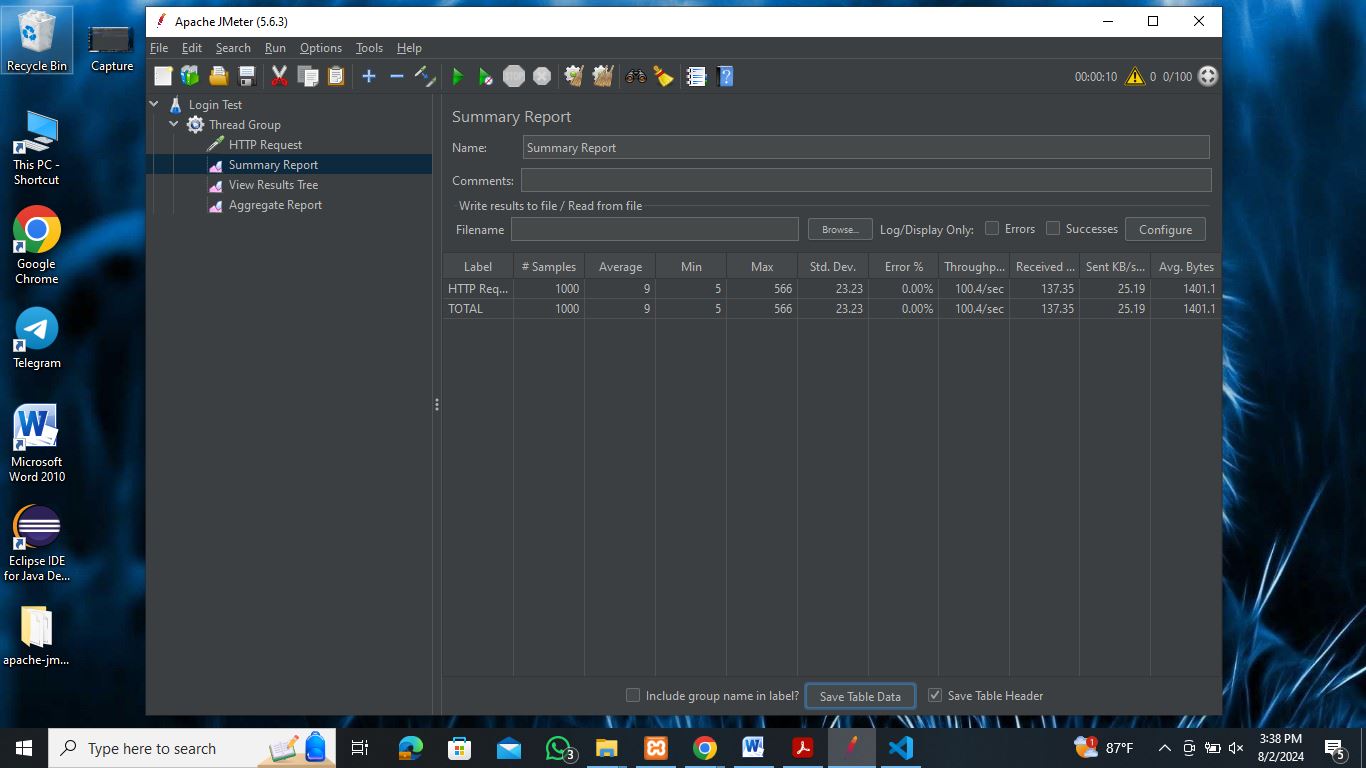 Recycle Bin
Capture
This PC -
Shortcut
Google
Chrome
Telegram
Microsoft
Word 2010
Eclipse IDE
for Java De...
apache-jm...
Apache JMeter (5.6.3)
File Edit Search Run Options Tools Help
00:00:10 0 0/100
Login Test
Thread Group
HTTP Request
Summary Report
View Results Tree
Aggregate Report
Summary Report
Name: Summary Report
Comments:
Write results to file / Read from file
Filename Browse... Log/Display Only: Errors Successes Configure
Label # Samples Average Min Max Std. Dev. Error % Throughp... Received ... Sent KB/s... Avg. Bytes
HTTP Req... 1000 9 5 566 23.23 0.00% 100.4/sec 137.35 25.19 1401.1
TOTAL 1000 9 5 566 23.23 0.00% 100.4/sec 137.35 25.19 1401.1
Include group name in label? Save Table Data Save Table Header
Type here to search 3 1 87°F 3:38 PM
8/2/2024 5